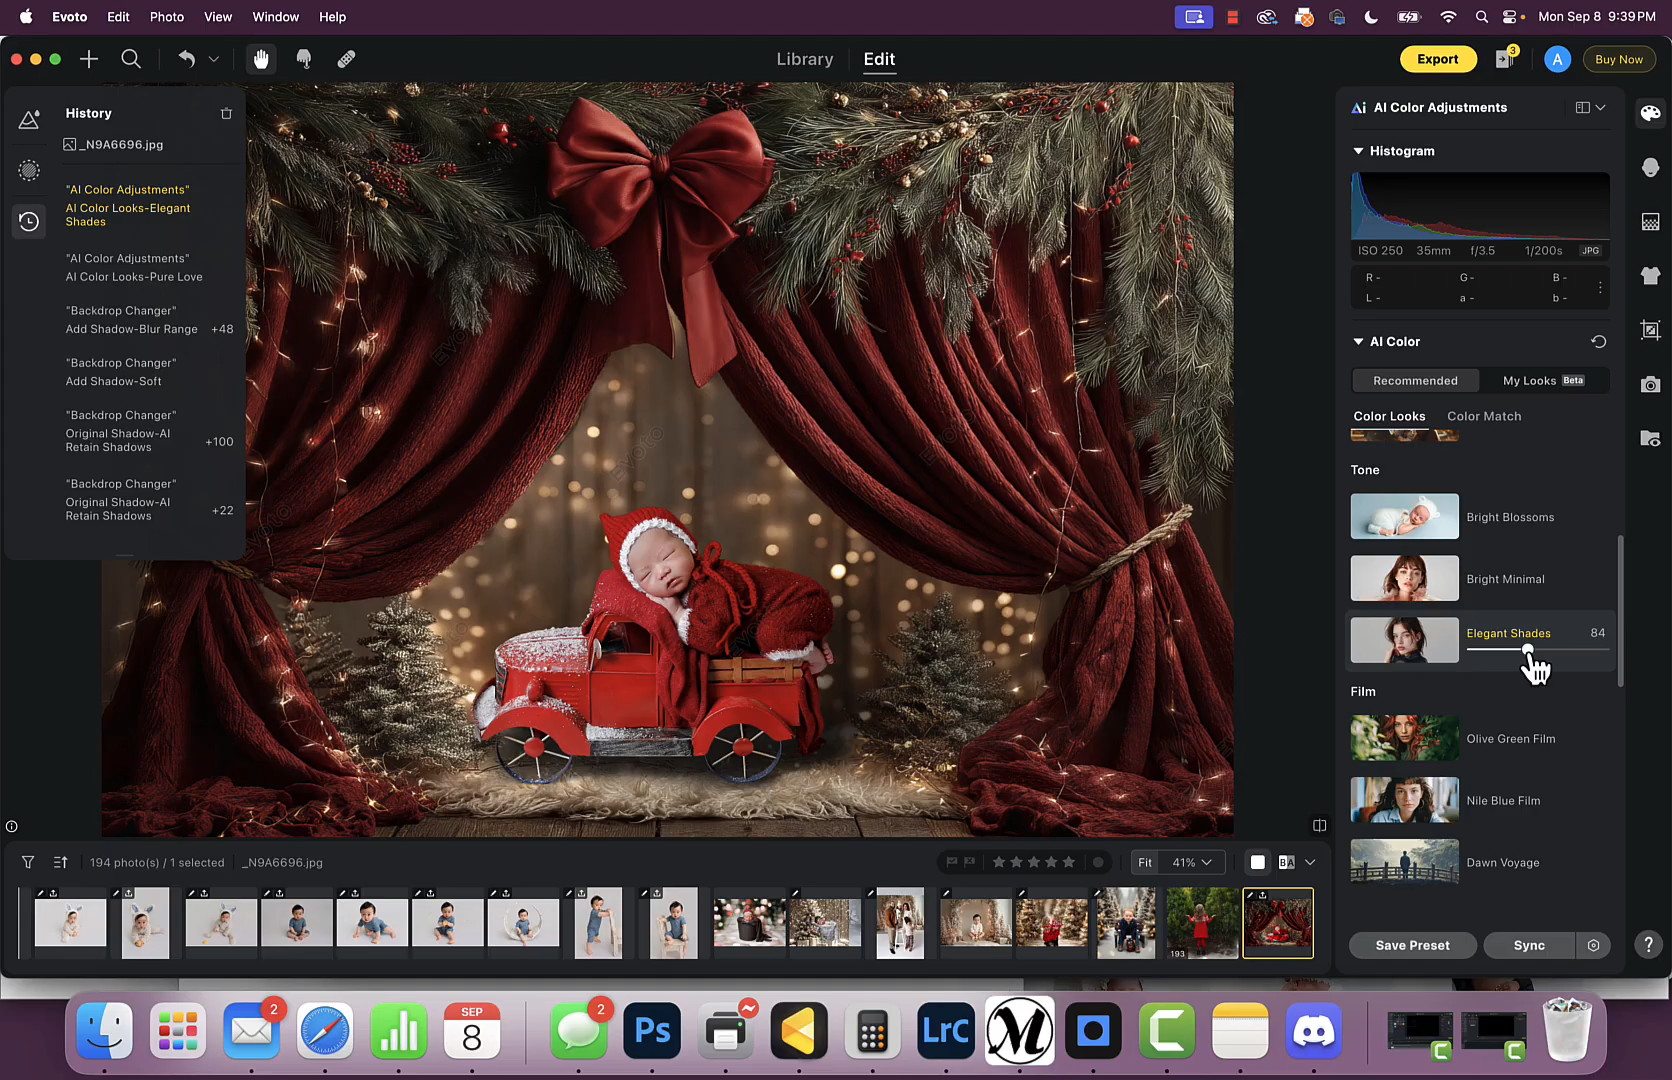 Evoto Edit Photo View Window Help
Mon Sep 8 9:39 PM
Library Edit
Export
3
A
Buy Now
History
_N9A6696.jpg
"AI Color Adjustments"
AI Color Looks-Elegant
Shades
"AI Color Adjustments"
AI Color Looks-Pure Love
"Backdrop Changer"
Add Shadow-Blur Range +48
"Backdrop Changer"
Add Shadow-Soft
"Backdrop Changer"
Original Shadow-AI
Retain Shadows +100
"Backdrop Changer"
Original Shadow-AI
Retain Shadows +22
Evoto
Ai AI Color Adjustments
Histogram
ISO 250 35mm f/3.5 1/200s JPG
R - G - B -
L - a - b -
AI Color
Recommended My Looks Beta
Color Looks Color Match
Tone
Bright Blossoms
Bright Minimal
Elegant Shades 84
Film
Olive Green Film
Nile Blue Film
Dawn Voyage
Save Preset Sync
?
194 photo(s) / 1 selected _N9A6696.jpg
Fit 41%
BA
193
2
SEP
8
2
Ps
LrC
M
C
C
C